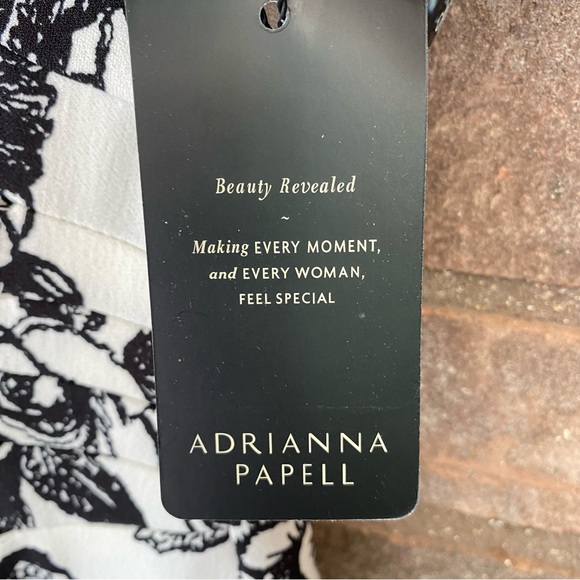 Beauty Revealed
~
Making EVERY MOMENT,
and EVERY WOMAN,
FEEL SPECIAL
ADRIANNA
PAPELL